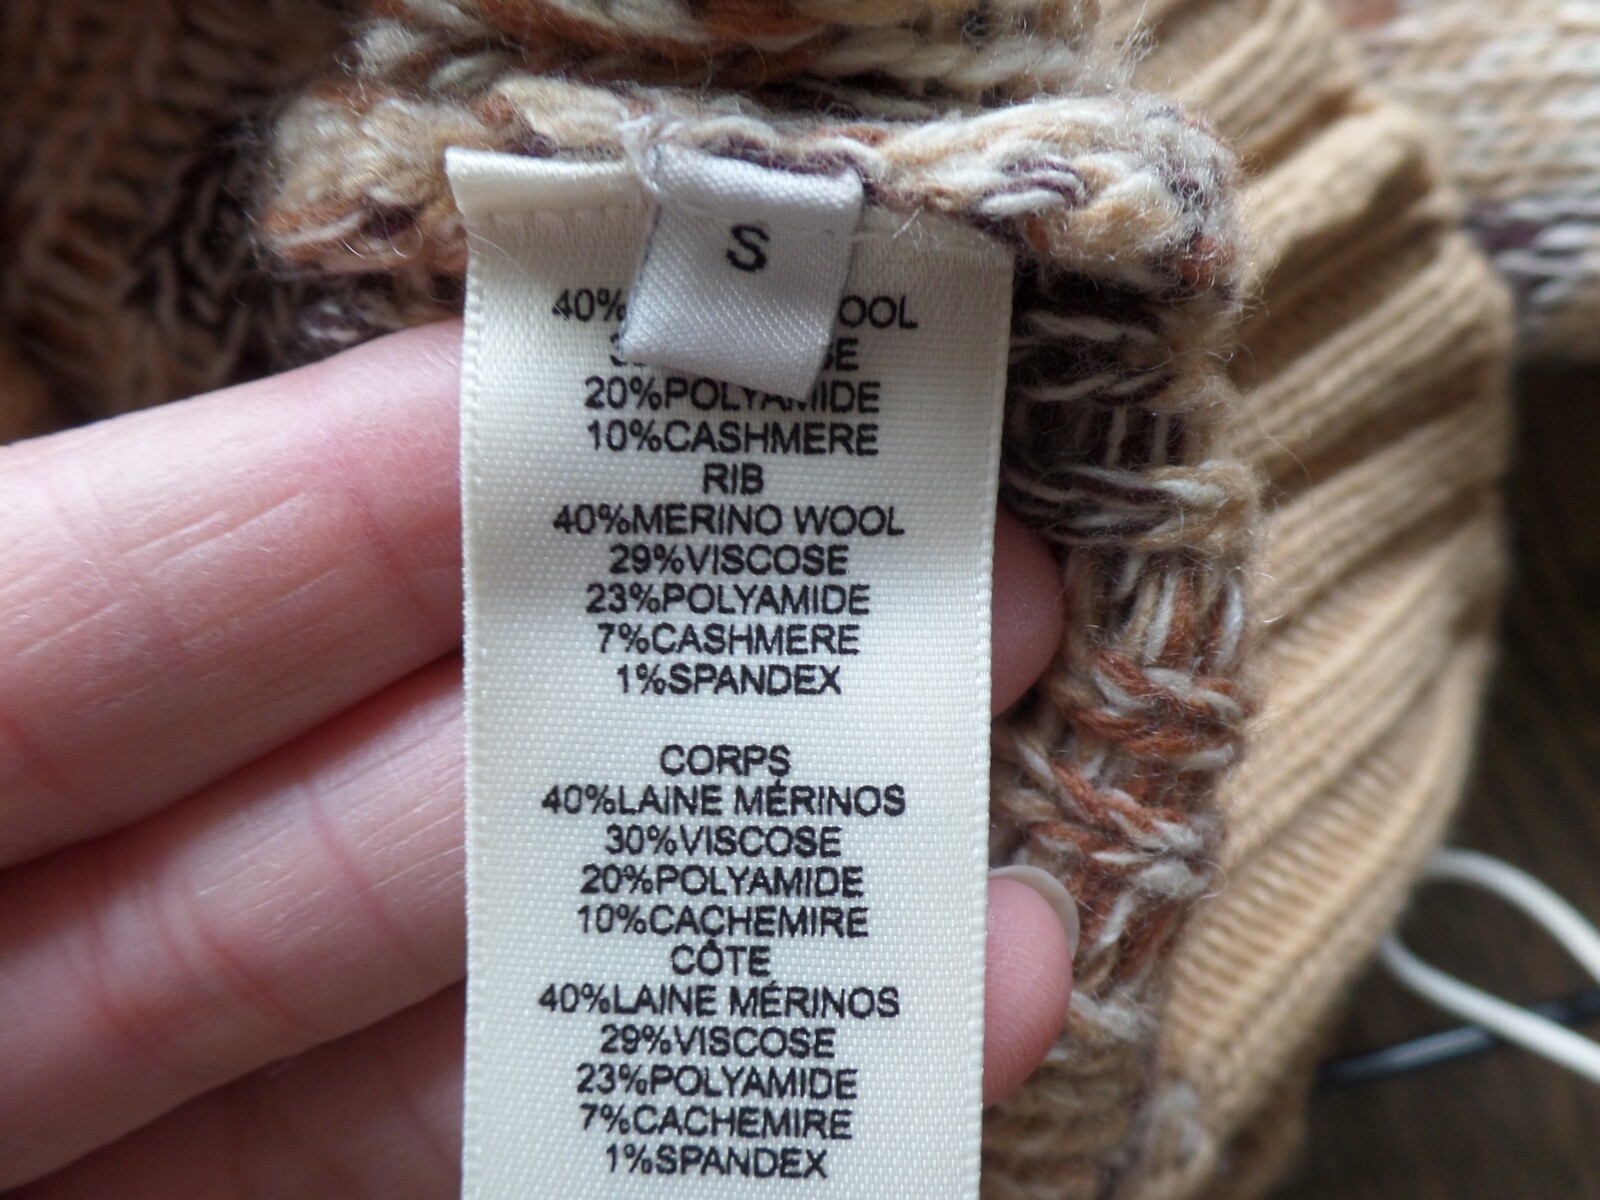 S
40% OOL
20%POLYAMIDE
10%CASHMERE
RIB
40%MERINO WOOL
29%VISCOSE
23%POLYAMIDE
7%CASHMERE
1%SPANDEX
CORPS
40%LAINE MÉRINOS
30%VISCOSE
20%POLYAMIDE
10%CACHEMIRE
CÔTE
40%LAINE MÉRINOS
29%VISCOSE
23%POLYAMIDE
7%CACHEMIRE
1%SPANDEX